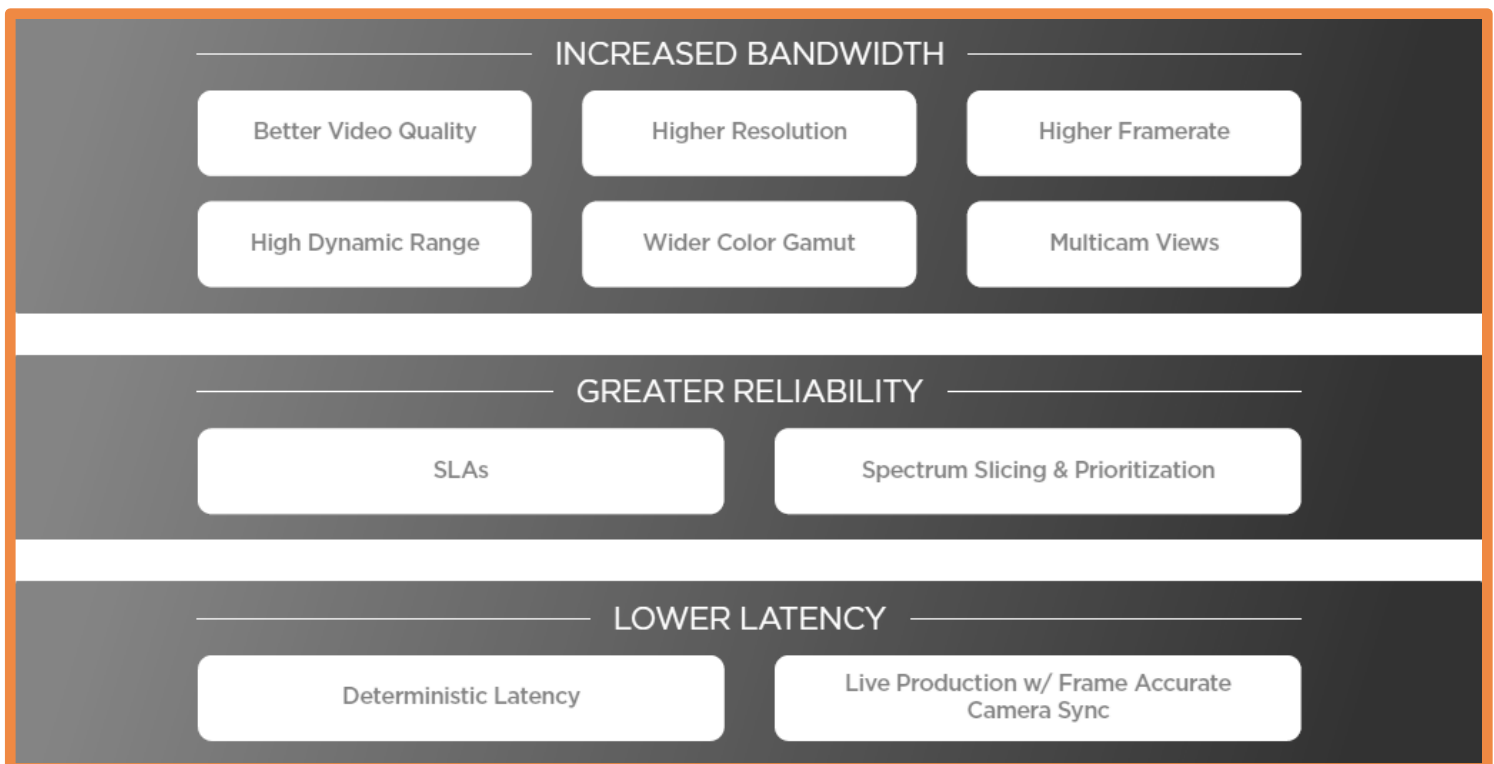 INCREASED BANDWIDTH
Better Video Quality
Higher Resolution
Higher Framerate
High Dynamic Range
Wider Color Gamut
Multicam Views
GREATER RELIABILITY
SLAs
Spectrum Slicing & Prioritization
LOWER LATENCY
Deterministic Latency
Live Production w/ Frame Accurate
Camera Sync